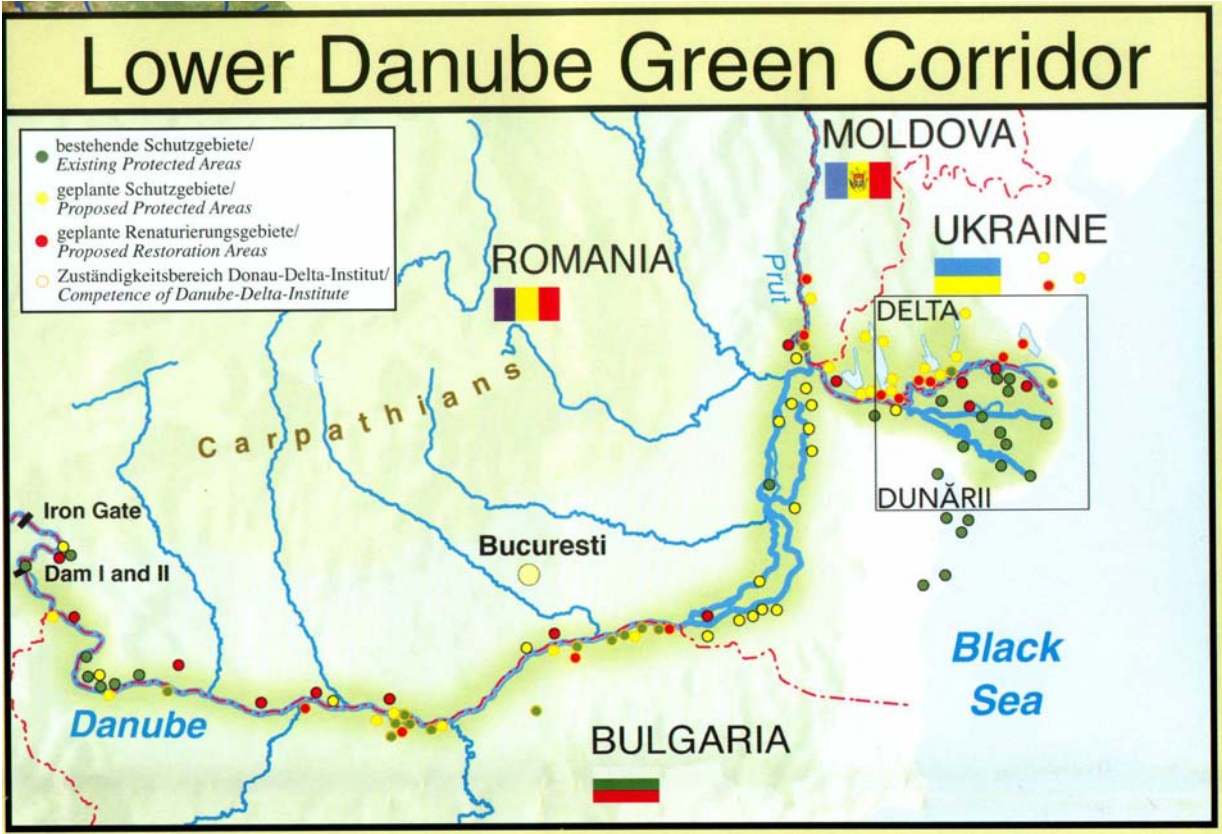 Lower Danube Green Corridor
bestehende Schutzgebiete/
Existing Protected Areas
geplante Schutzgebiete/
Proposed Protected Areas
geplante Renaturierungsgebiete/
Proposed Restoration Areas
Zuständigkeitsbereich Donau-Delta-Institut/
Competence of Danube-Delta-Institute
MOLDOVA
UKRAINE
ROMANIA
Prut
DELTA
Carpathians
DUNĂRII
Iron Gate
Bucuresti
Dam I and II
Black
Sea
Danube
BULGARIA